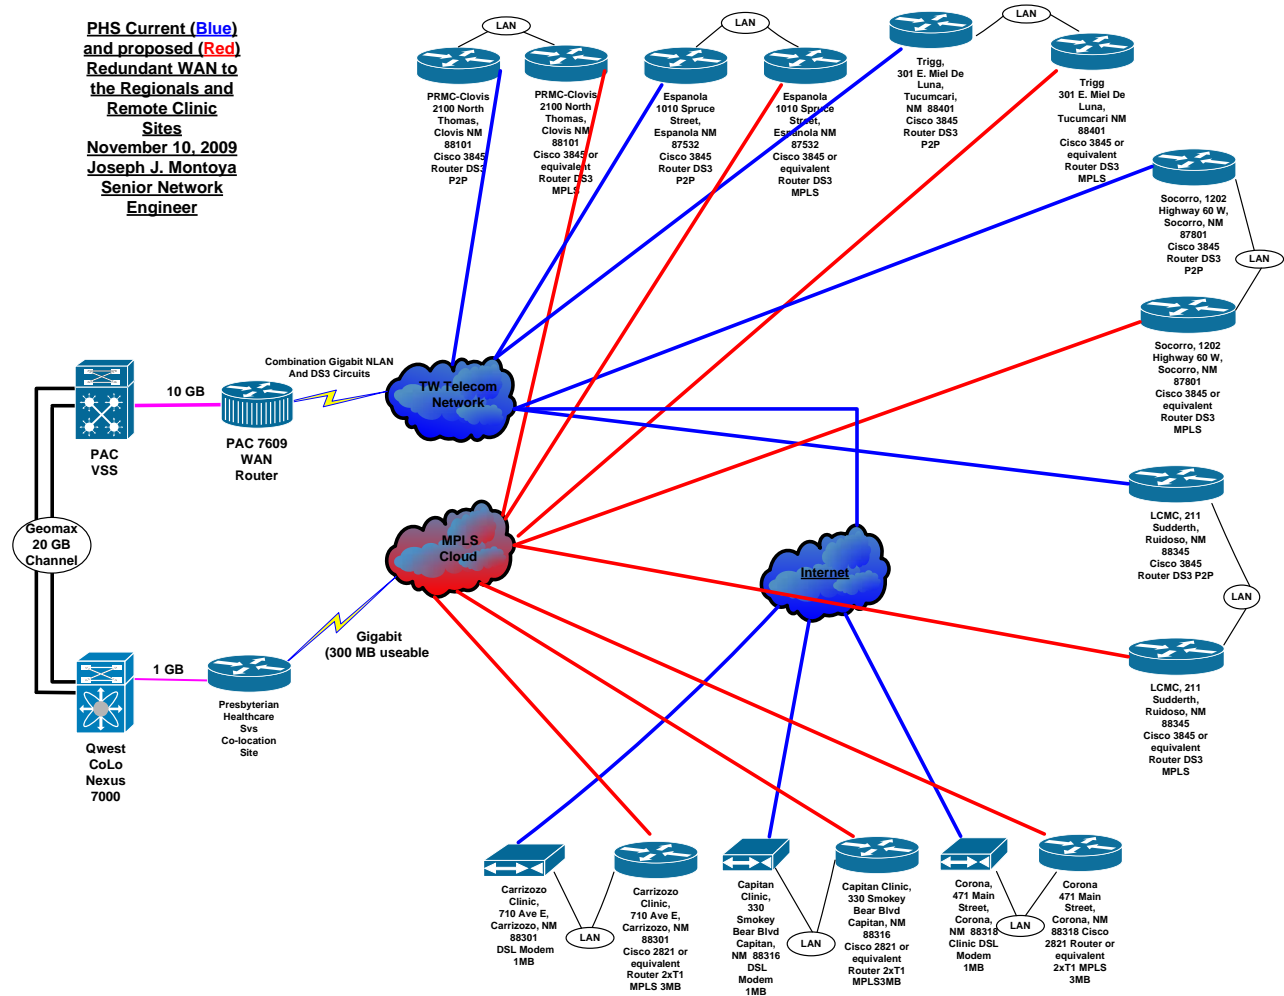 PHS Current (Blue)
and proposed (Red)
Redundant WAN to
the Regionals and
Remote Clinic
Sites
November 10, 2009
Joseph J. Montoya
Senior Network
Engineer
LAN
PRMC-Clovis
2100 North
Thomas,
Clovis NM
88101
Cisco 3845
Router DS3
P2P
PRMC-Clovis
2100 North
Thomas,
Clovis NM
88101
Cisco 3845 or
equivalent
Router DS3
MPLS
LAN
Espanola
1010 Spruce
Street,
Espanola NM
87532
Cisco 3845
Router DS3
P2P
Espanola
1010 Spruce
Street,
Espanola NM
87532
Cisco 3845 or
equivalent
Router DS3
MPLS
LAN
Trigg,
301 E. Miel De
Luna,
Tucumcari,
NM 88401
Cisco 3845
Router DS3
P2P
Trigg
301 E. Miel De
Luna,
Tucumcari NM
88401
Cisco 3845 or
equivalent
Router DS3
MPLS
Socorro, 1202
Highway 60 W,
Socorro, NM
87801
Cisco 3845
Router DS3
P2P
LAN
Socorro, 1202
Highway 60 W,
Socorro, NM
87801
Cisco 3845 or
equivalent
Router DS3
MPLS
PAC
VSS
10 GB
PAC 7609
WAN
Router
Combination Gigabit NLAN
And DS3 Circuits
TW Telecom
Network
Geomax
20 GB
Channel
MPLS
Cloud
Internet
LCMC, 211
Sudderth,
Ruidoso, NM
88345
Cisco 3845
Router DS3 P2P
LAN
LCMC, 211
Sudderth,
Ruidoso, NM
88345
Cisco 3845 or
equivalent
Router DS3
MPLS
Gigabit
(300 MB useable
1 GB
Presbyterian
Healthcare
Svs
Co-location
Site
Qwest
CoLo
Nexus
7000
Carrizozo
Clinic,
710 Ave E,
Carrizozo, NM
88301
DSL Modem
1MB
LAN
Carrizozo
Clinic,
710 Ave E,
Carrizozo, NM
88301
Cisco 2821 or
equivalent
Router 2xT1
MPLS 3MB
Capitan
Clinic,
330
Smokey
Bear Blvd
Capitan,
NM 88316
DSL
Modem
1MB
LAN
Capitan Clinic,
330 Smokey
Bear Blvd
Capitan, NM
88316
Cisco 2821 or
equivalent
Router 2xT1
MPLS3MB
Corona,
471 Main
Street,
Corona,
NM 88318
Clinic DSL
Modem
1MB
LAN
Corona
471 Main
Street,
Corona, NM
88318 Cisco
2821 Router or
equivalent
2xT1 MPLS
3MB